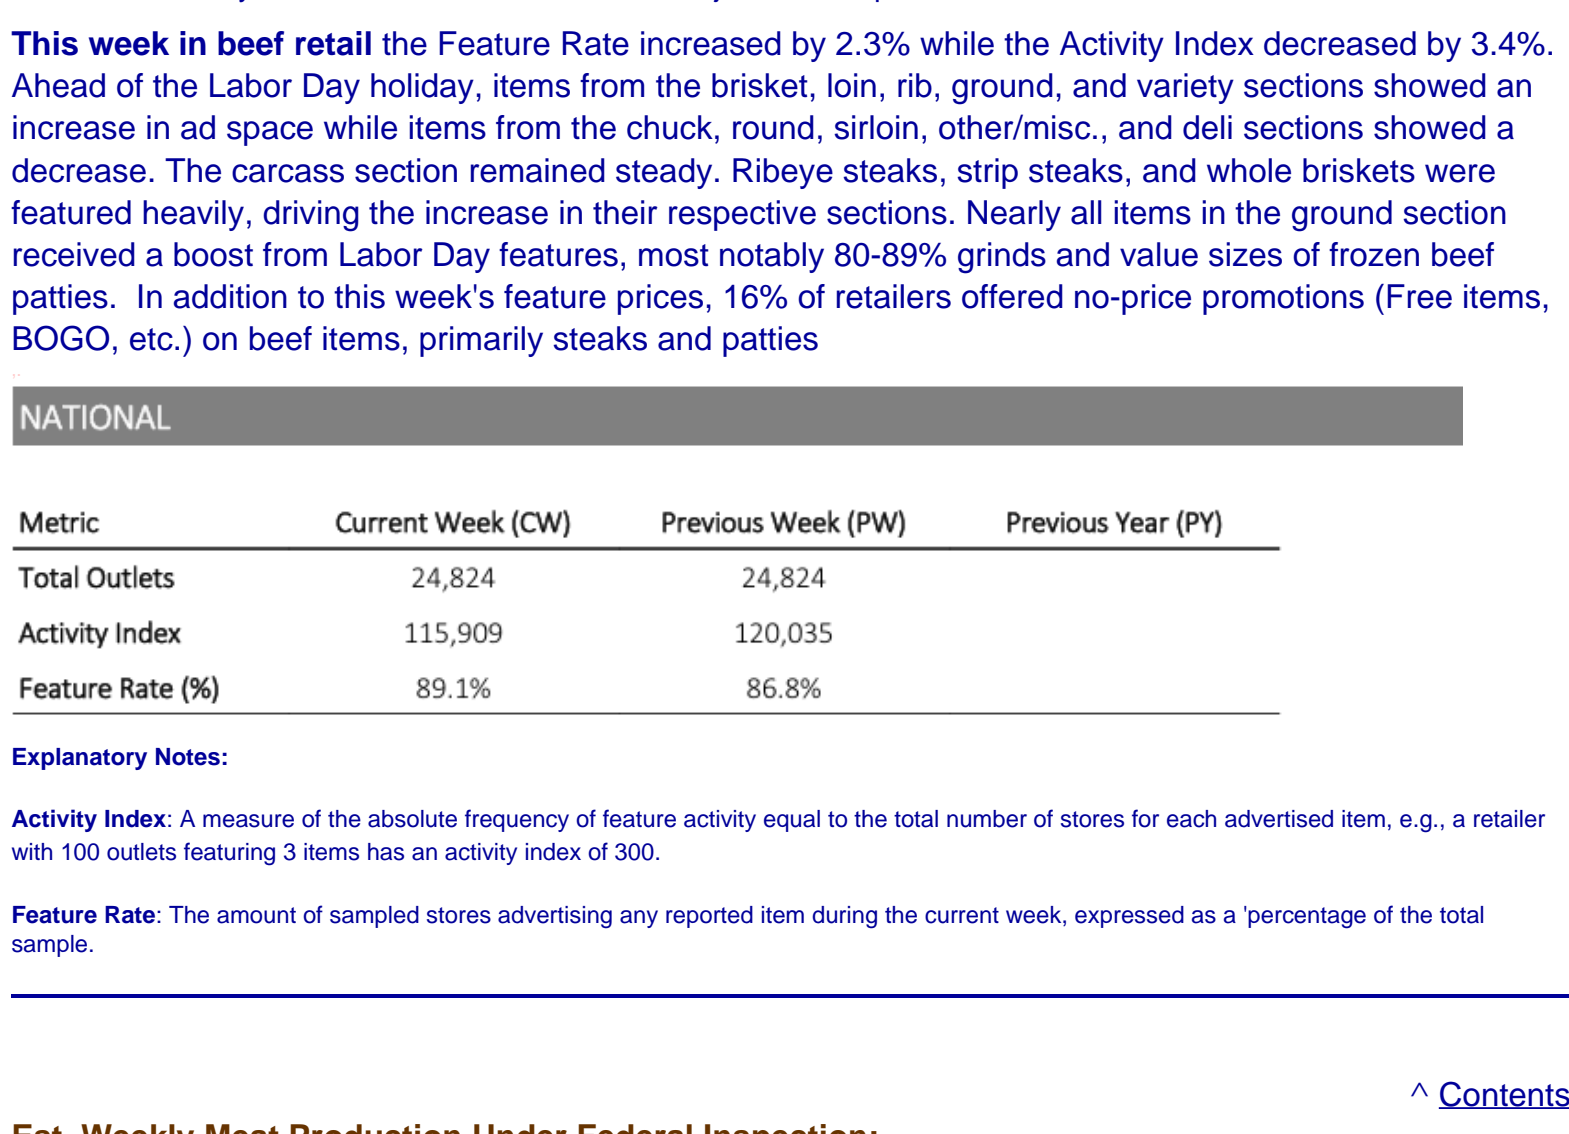 This week in beef retail the Feature Rate increased by 2.3% while the Activity Index decreased by 3.4%.
Ahead of the Labor Day holiday, items from the brisket, loin, rib, ground, and variety sections showed an
increase in ad space while items from the chuck, round, sirloin, other/misc., and deli sections showed a
decrease. The carcass section remained steady. Ribeye steaks, strip steaks, and whole briskets were
featured heavily, driving the increase in their respective sections. Nearly all items in the ground section
received a boost from Labor Day features, most notably 80-89% grinds and value sizes of frozen beef
patties.  In addition to this week's feature prices, 16% of retailers offered no-price promotions (Free items,
BOGO, etc.) on beef items, primarily steaks and patties
NATIONAL
Metric Current Week (CW) Previous Week (PW) Previous Year (PY)
Total Outlets 24,824 24,824
Activity Index 115,909 120,035
Feature Rate (%) 89.1% 86.8%
Explanatory Notes:
Activity Index: A measure of the absolute frequency of feature activity equal to the total number of stores for each advertised item, e.g., a retailer
with 100 outlets featuring 3 items has an activity index of 300.
Feature Rate: The amount of sampled stores advertising any reported item during the current week, expressed as a 'percentage of the total
sample.
^ Contents
Est. Weekly Meat Production Under Federal Inspection: